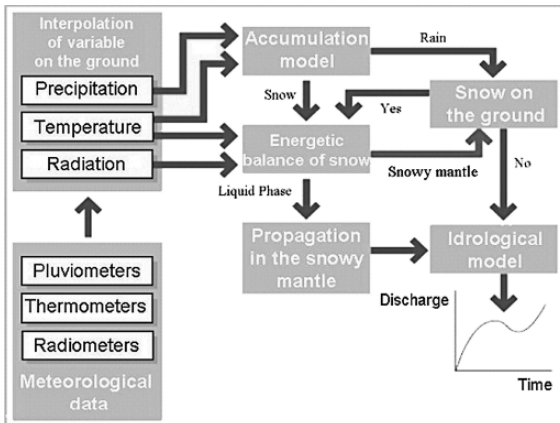 Interpolation
of variable
on the ground
Precipitation
Temperature
Radiation
Accumulation
model
Rain
Snow
Yes
Snow on
the ground
Energetic
balance of snow
Snowy mantle
No
Liquid Phase
Propagation
in the snowy
mantle
Idrological
model
Pluviometers
Thermometers
Radiometers
Meteorological
data
Discharge
Time